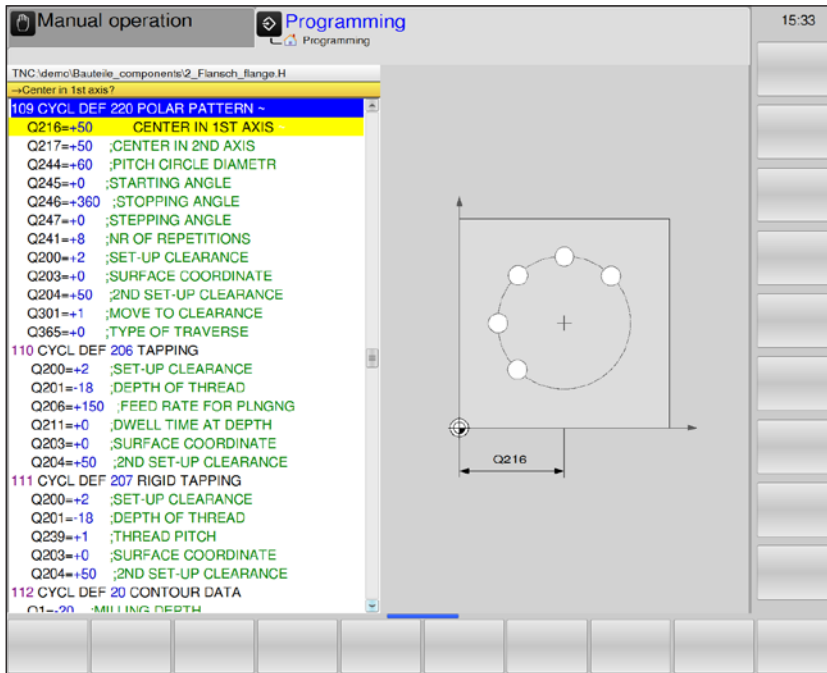 Manual operation
Programming
Programming
15:33
TNC:\demo\Bauteile_components\2_Flansch_flange.H
→Center in 1st axis?
109 CYCL DEF 220 POLAR PATTERN ~
Q216=+50 CENTER IN 1ST AXIS ~
Q217=+50 ;CENTER IN 2ND AXIS
Q244=+60 ;PITCH CIRCLE DIAMETR
Q245=+0 ;STARTING ANGLE
Q246=+360 ;STOPPING ANGLE
Q247=+0 ;STEPPING ANGLE
Q241=+8 ;NR OF REPETITIONS
Q200=+2 ;SET-UP CLEARANCE
Q203=+0 ;SURFACE COORDINATE
Q204=+50 ;2ND SET-UP CLEARANCE
Q301=+1 ;MOVE TO CLEARANCE
Q365=+0 ;TYPE OF TRAVERSE
110 CYCL DEF 206 TAPPING
Q200=+2 ;SET-UP CLEARANCE
Q201=-18 ;DEPTH OF THREAD
Q206=+150 ;FEED RATE FOR PLNGNG
Q211=+0 ;DWELL TIME AT DEPTH
Q203=+0 ;SURFACE COORDINATE
Q204=+50 ;2ND SET-UP CLEARANCE
111 CYCL DEF 207 RIGID TAPPING
Q200=+2 ;SET-UP CLEARANCE
Q201=-18 ;DEPTH OF THREAD
Q239=+1 ;THREAD PITCH
Q203=+0 ;SURFACE COORDINATE
Q204=+50 ;2ND SET-UP CLEARANCE
112 CYCL DEF 20 CONTOUR DATA
Q1=-20 ;MILLING DEPTH
Q216